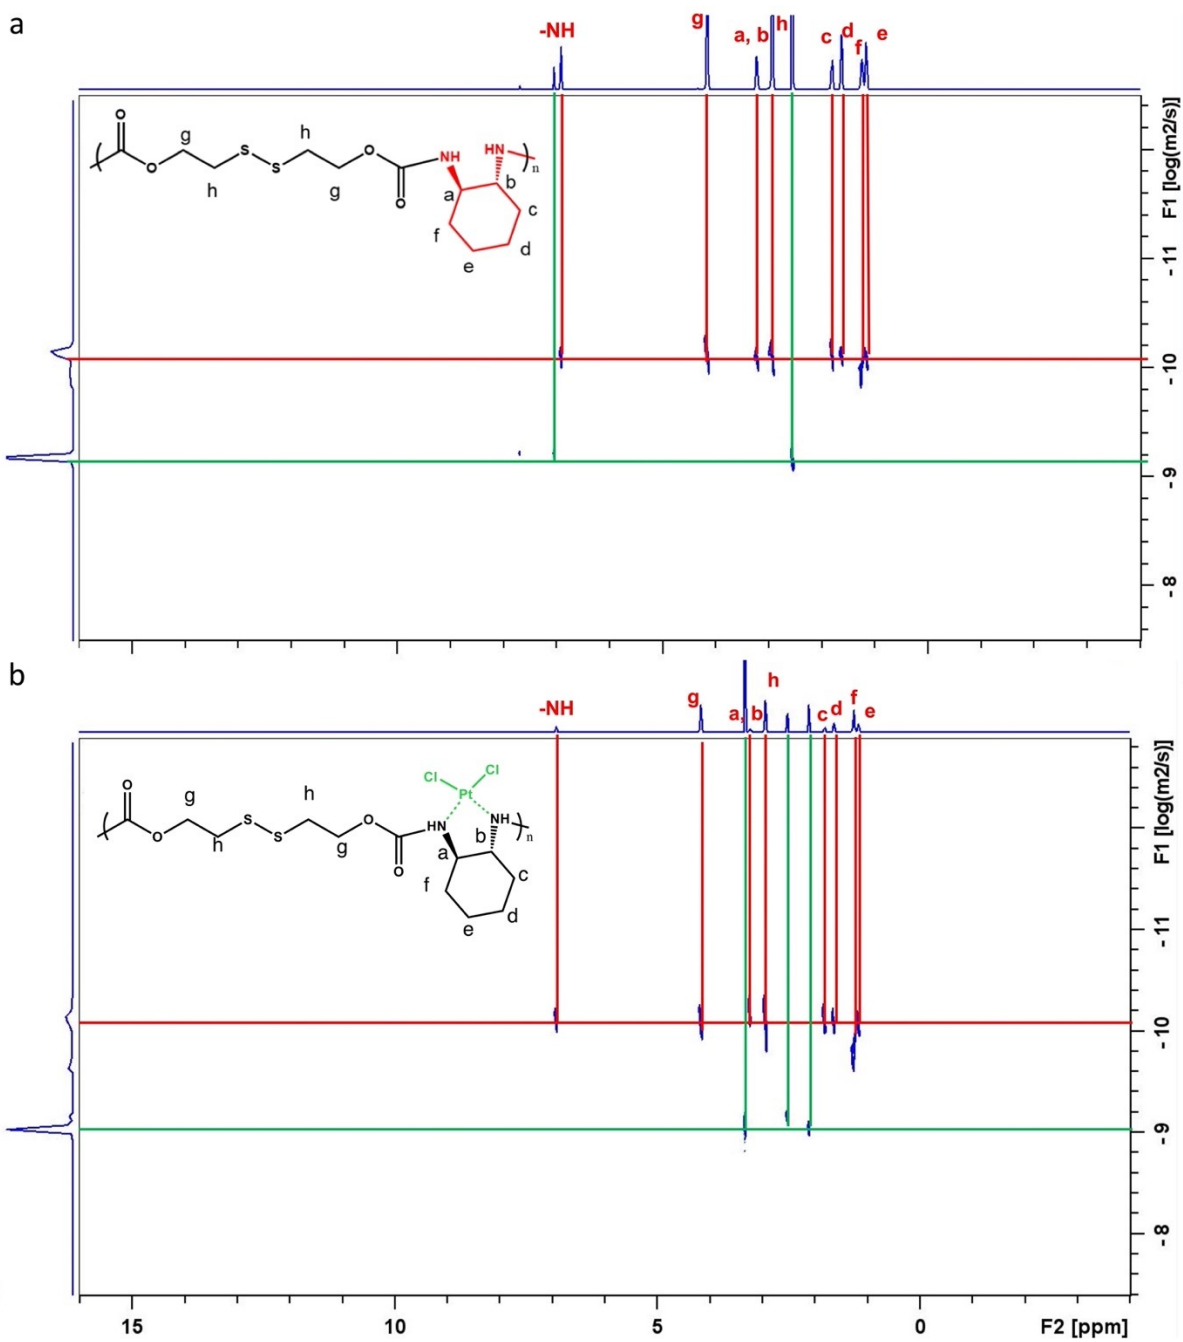 a
-NH
g
a, b
h
c
d
f
e
O
g
S
h
O
HN
NH
n
O
S
h
g
O
a
b
c
f
d
e
F1 [log(m2/s)]
-11
-10
-9
-8
b
-NH
g
a, b
h
c
d
f
e
Cl
Cl
Pt
O
g
h
S
O
HN
NH
n
O
h
S
g
O
a
b
c
f
d
e
F1 [log(m2/s)]
-11
-10
-9
-8
15
10
5
0
F2 [ppm]